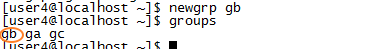 [user4@localhost ~]$ newgrp gb
[user4@localhost ~]$ groups
gb ga gc
[user4@localhost ~]$